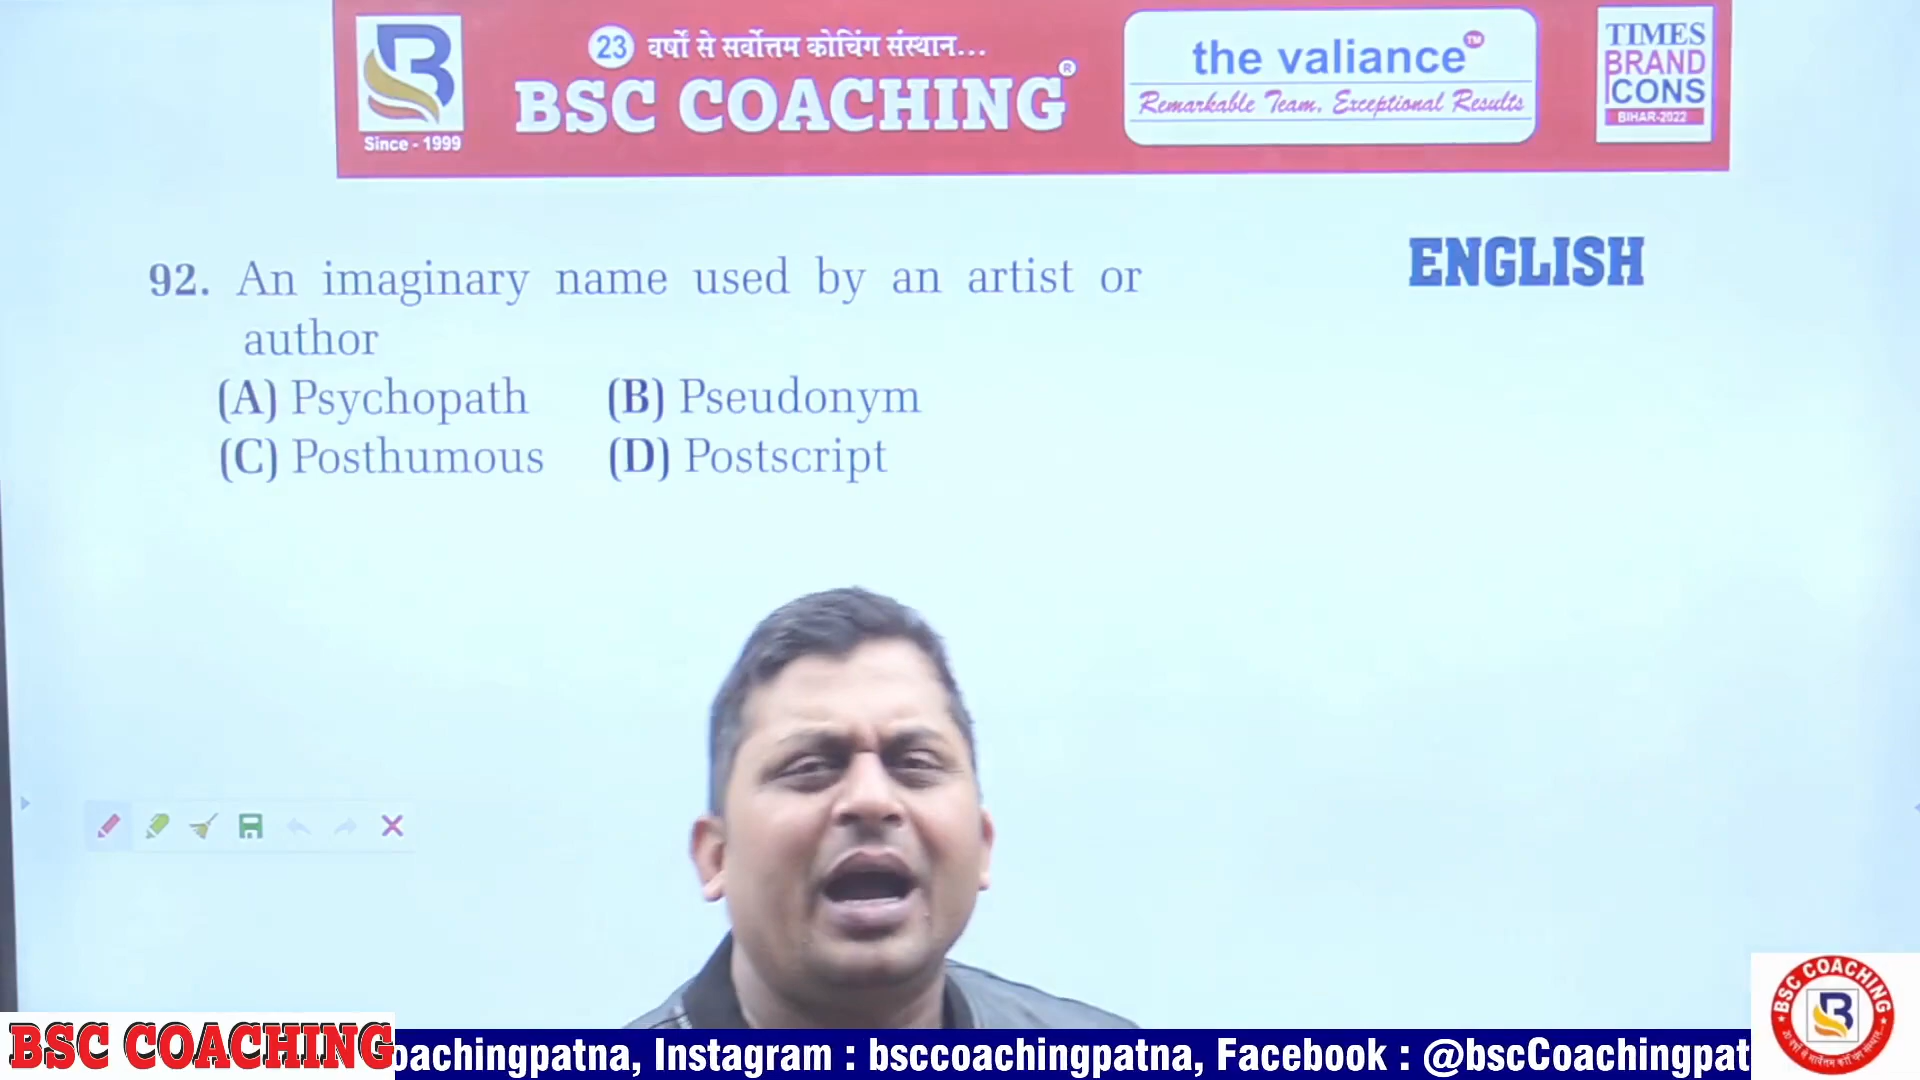 23 वर्षों से सर्वोत्तम कोचिंग संस्थान...
BSC COACHING®
Since - 1999
the valiance™
Remarkable Team, Exceptional Results
TIMES
BRAND
ICONS
BIHAR-2022
ENGLISH
92. An imaginary name used by an artist or
author
(A) Psychopath (B) Pseudonym
(C) Posthumous (D) Postscript
BSC COACHING
BSC COACHING
oachingpatna, Instagram : bsccoachingpatna, Facebook : @bscCoachingpat